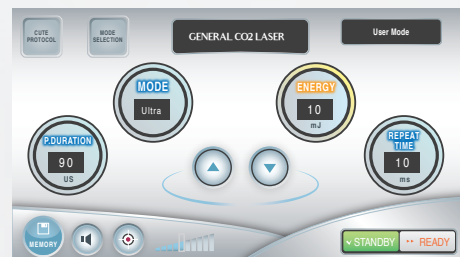 CUTE
PROTOCOL
MODE
SELECTION
GENERAL CO2 LASER
User Mode
MODE
Ultra
ENERGY
10
mJ
P.DURATION
90
US
REPEAT
TIME
10
ms
MEMORY
STANDBY
READY